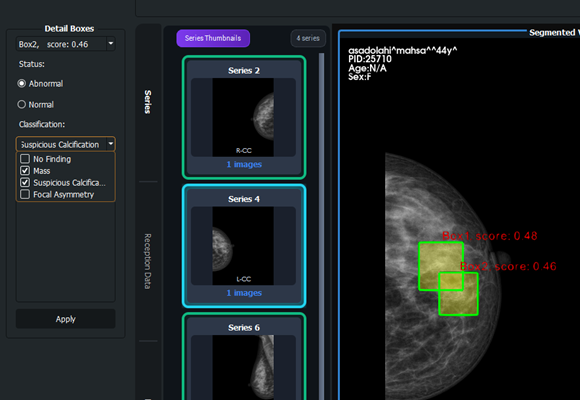 Detail Boxes
Box2, score: 0.46
Status:
Abnormal
Normal
Classification:
Suspicious Calcification
No Finding
Mass
Suspicious Calcifica...
Focal Asymmetry
Apply
Series
Reception Data
Series Thumbnails
4 series
Series 2
R-CC
1 images
Series 4
L-CC
1 images
Series 6
Segmented
asadolahi^mahsa^^44y^
PID:25710
Age:N/A
Sex:F
score: 0.48
score: 0.46